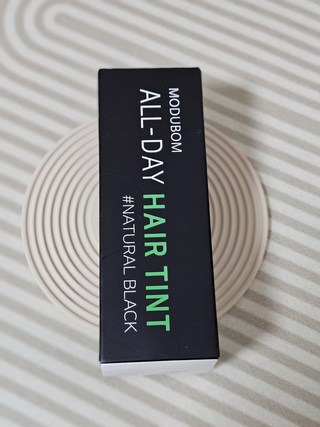 MODUBOM
ALL-DAY HAIR TINT
#NATURAL BLACK